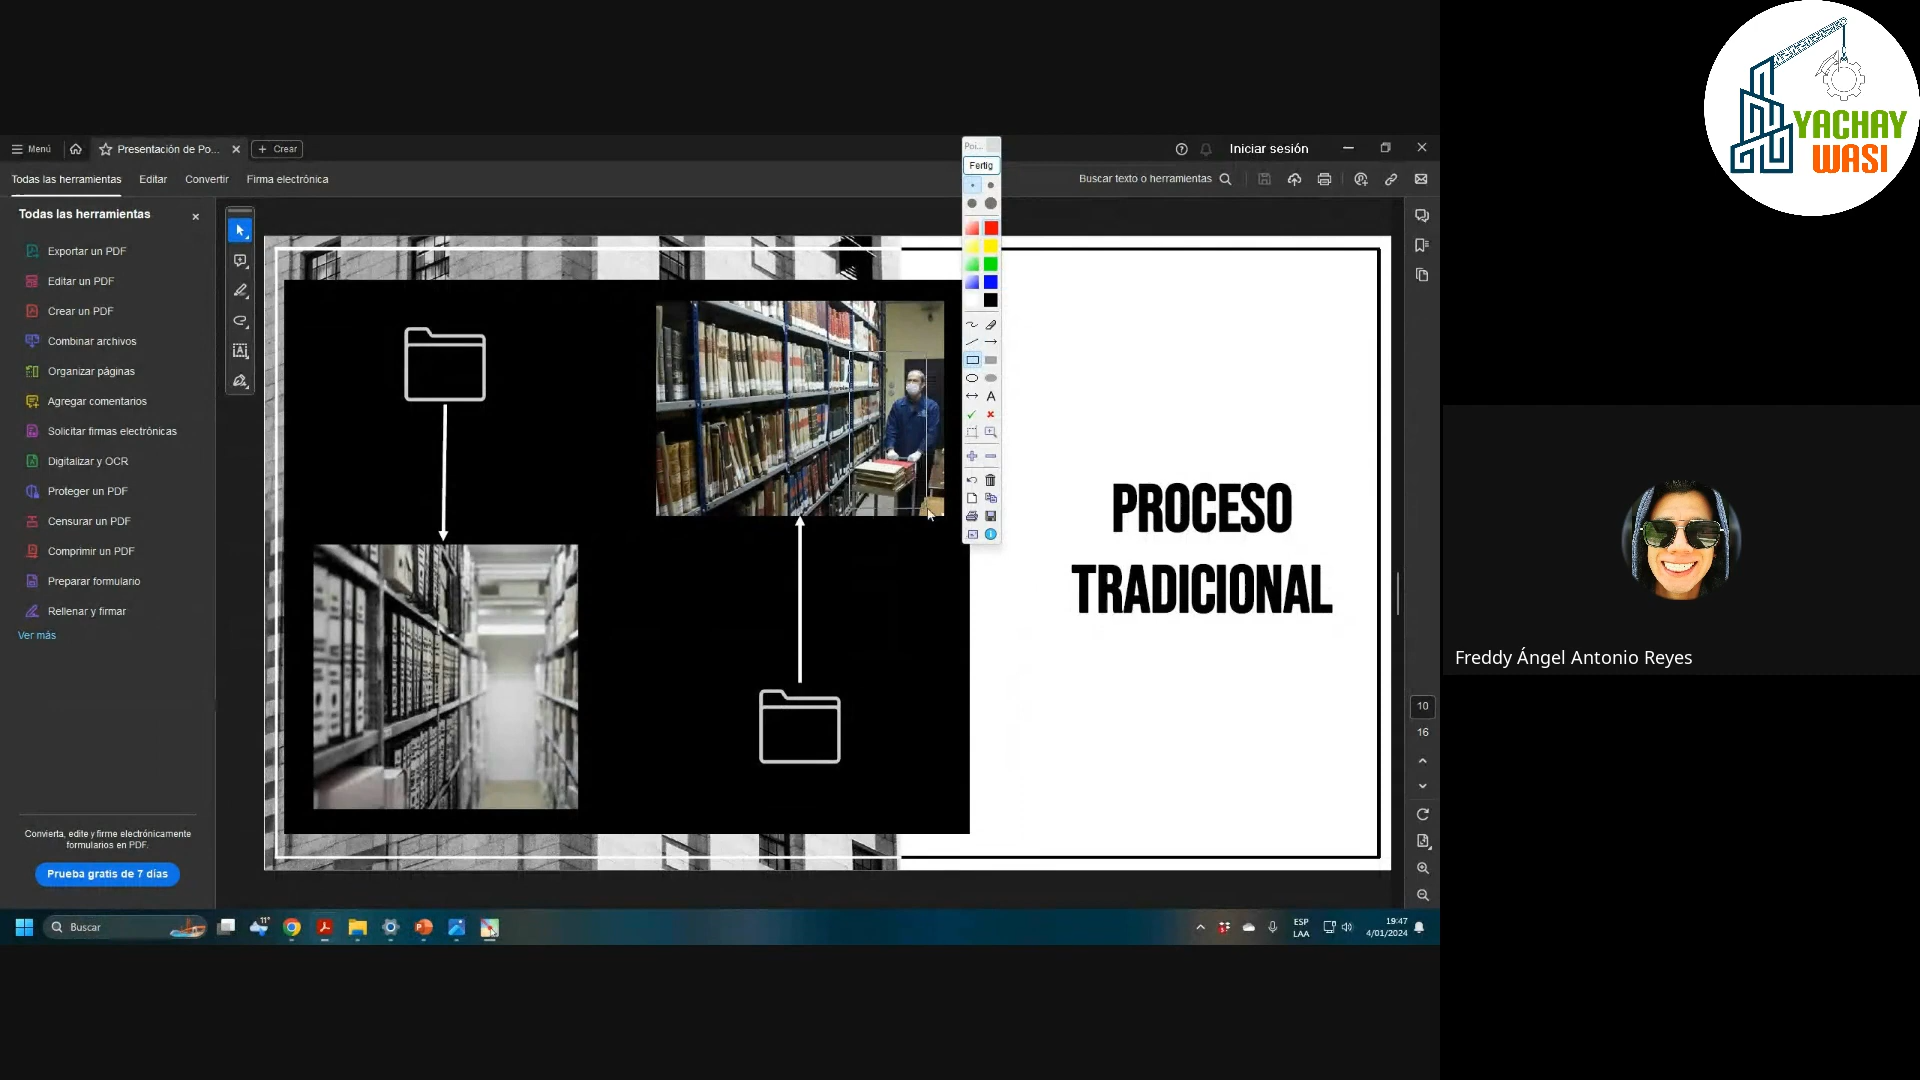 YACHAY
WASI
Menú
Presentación de Po...
Crear
Iniciar sesión
Todas las herramientas
Editar
Convertir
Firma electrónica
Buscar texto o herramientas
Todas las herramientas
Exportar un PDF
Editar un PDF
Crear un PDF
Combinar archivos
Organizar páginas
Agregar comentarios
Solicitar firmas electrónicas
Digitalizar y OCR
Proteger un PDF
Censurar un PDF
Comprimir un PDF
Preparar formulario
Rellenar y firmar
Ver más
Convierta, edite y firme electrónicamente
formularios en PDF.
Prueba gratis de 7 días
Poi...
Fertig
A
PROCESO
TRADICIONAL
10
16
Freddy Ángel Antonio Reyes
Buscar
11°
ESP
LAA
19:47
4/01/2024